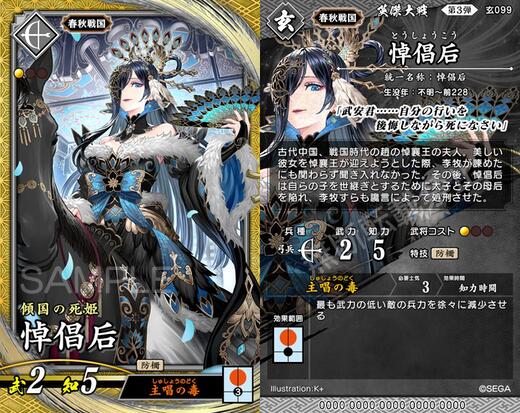 春秋戦国
SAMPLE
傾国の死姫
悼倡后
防柵
武2 知5
しゅしょうのどく
主唱の毒
3
玄
春秋戦国
英傑大戦
第3弾
玄099
とうしょうこう
悼倡后
統一名称:悼倡后
生没年:不明～前228
「武安君……自分の行いを
後悔しながら死になさい」
古代中国、戦国時代の趙の悼襄王の夫人。美しい
彼女を悼襄王が迎えようとした際、李牧が諫めた
にも関わらず聞き入れなかった。その後、悼倡后
は自らの子を世継ぎとするために太子とその母后
を陥れ、李牧すらも讒言によって処刑させた。
兵種 武力 知力 武将コスト
弓兵 2 5
特技 防柵
しゅしょうのどく 必要士気 効果時間
主唱の毒 3 知力時間
最も武力の低い敵の兵力を徐々に減少させ
る
効果範囲
Illustration:K+
©SEGA
0000-0000-0000-0000-0000